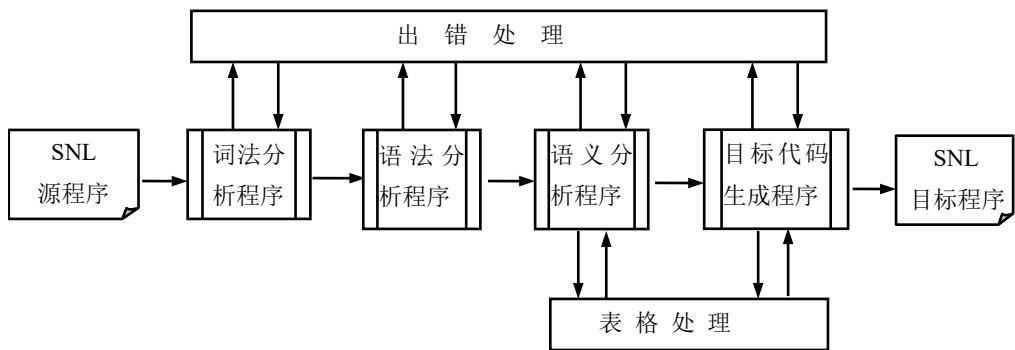 出错处理
SNL
源程序
词法分
析程序
语法分
析程序
语义分
析程序
目标代码
生成程序
SNL
目标程序
表格处理